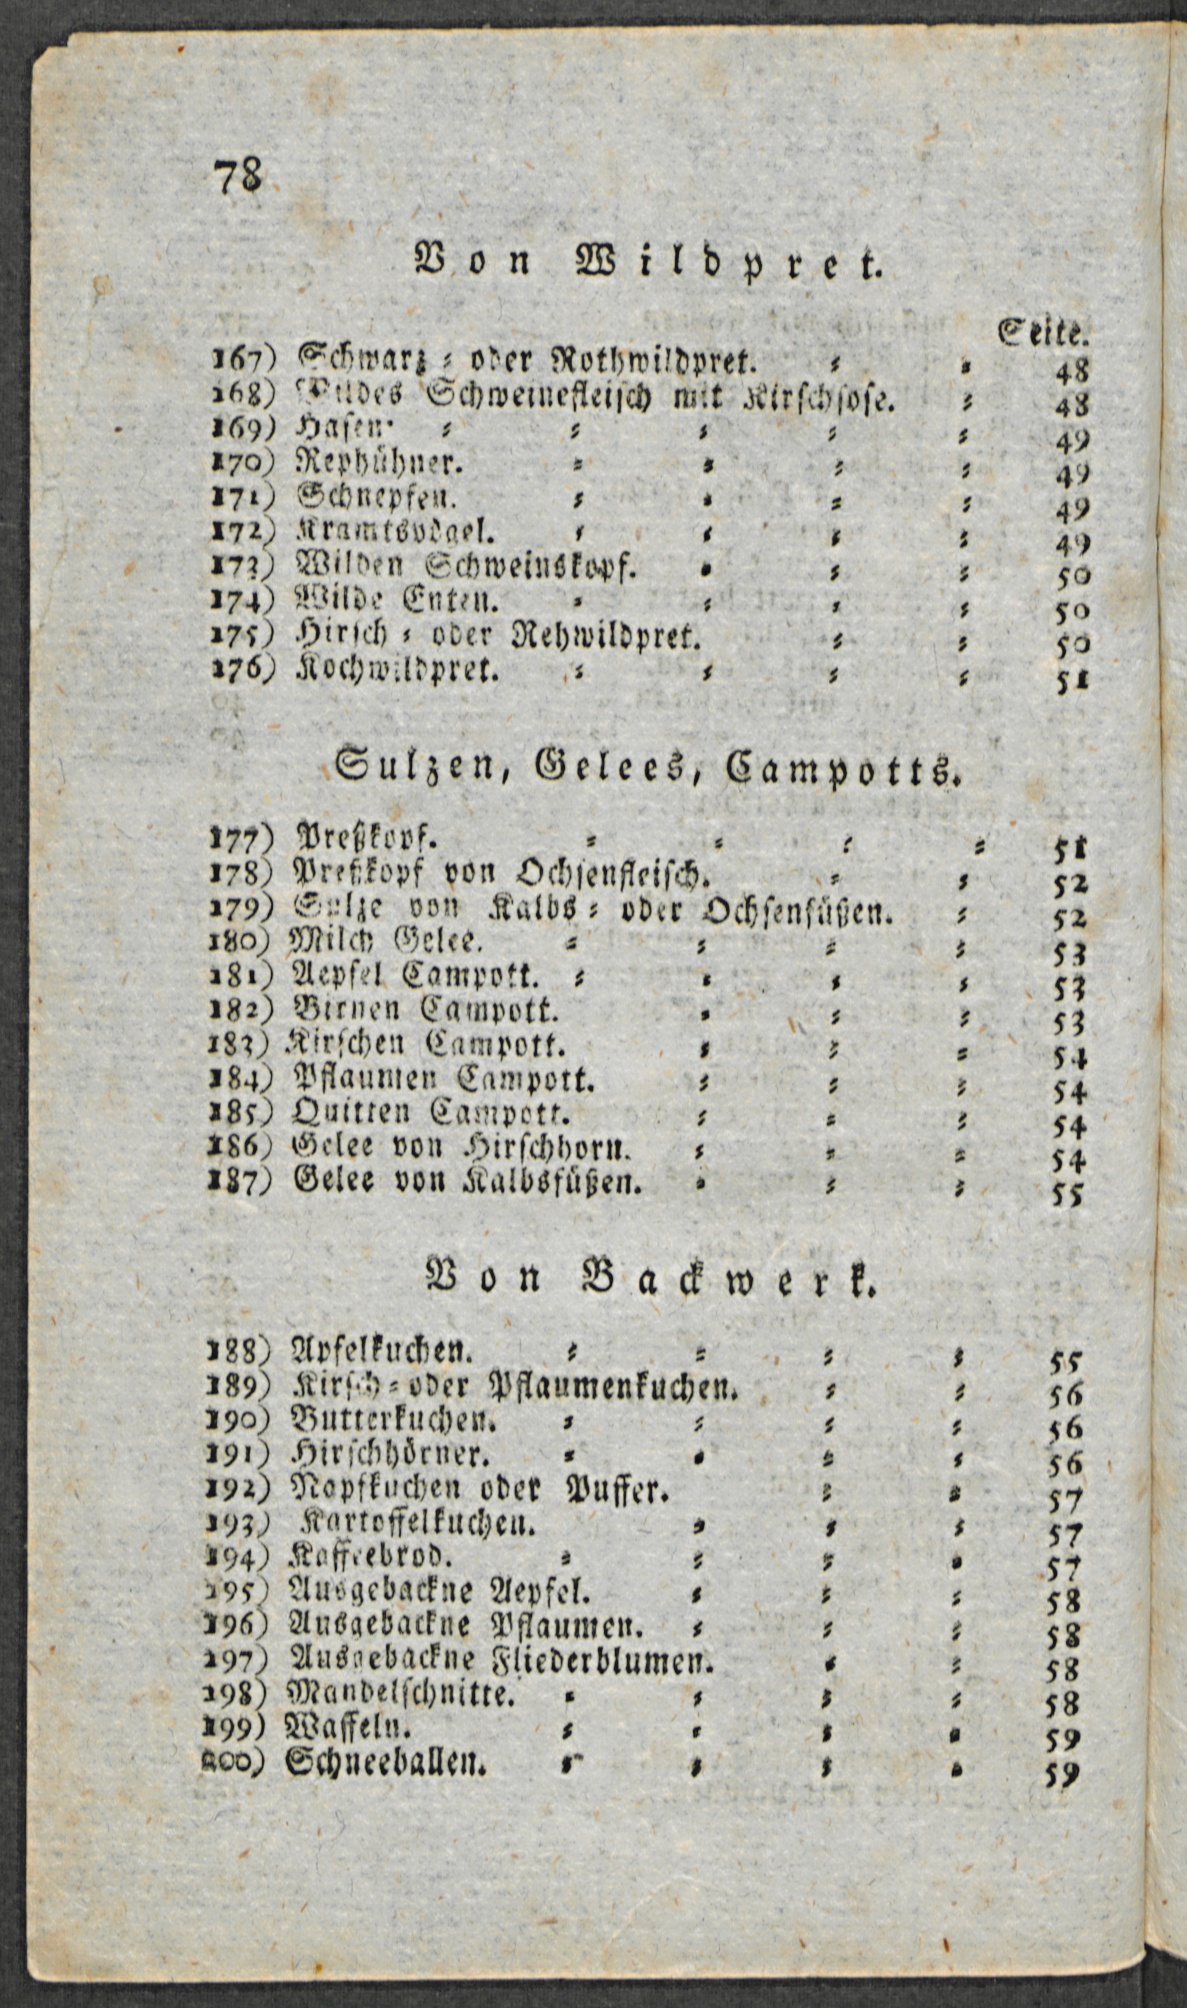 78
Von Wildpret.
Seite.
167) Schwarz = oder Rothwildpret. = = 48
168) Wildes Schweinefleisch mit Kirschsose. = 48
169) Hasen. = = = = = 49
170) Rephühner. = = = = 49
171) Schnepfen. = = = = 49
172) Kramtsvögel. = = = = 49
173) Wilden Schweinskopf. = = = 50
174) Wilde Enten. = = = = 50
175) Hirsch = oder Rehwildpret. = = 50
176) Kochwildpret. = = = = 51
Sulzen, Gelees, Campotts.
177) Preßkopf. = = = = 51
178) Preßkopf von Ochsenfleisch. = = 52
179) Sulze von Kalbs = oder Ochsenfüßen. = 52
180) Milch Gelee. = = = = 53
181) Aepfel Campott. = = = = 53
182) Birnen Campott. = = = 53
183) Kirschen Campott. = = = 54
184) Pflaumen Campott. = = = 54
185) Quitten Campott. = = = 54
186) Gelee von Hirschhorn. = = = 54
187) Gelee von Kalbsfüßen. = = = 55
Von Backwerk.
188) Apfelkuchen. = = = = 55
189) Kirsch = oder Pflaumenkuchen. = = 56
190) Butterkuchen. = = = = 56
191) Hirschhörner. = = = = 56
192) Napfkuchen oder Puffer. = = 57
193) Kartoffelkuchen. = = = 57
194) Kaffeebrod. = = = = 57
195) Ausgebackne Aepfel. = = = 58
196) Ausgebackne Pflaumen. = = = 58
197) Ausgebackne Fliederblumen. = = 58
198) Mandelschnitte. = = = = 58
199) Waffeln. = = = = 59
200) Schneeballen. = = = = 59